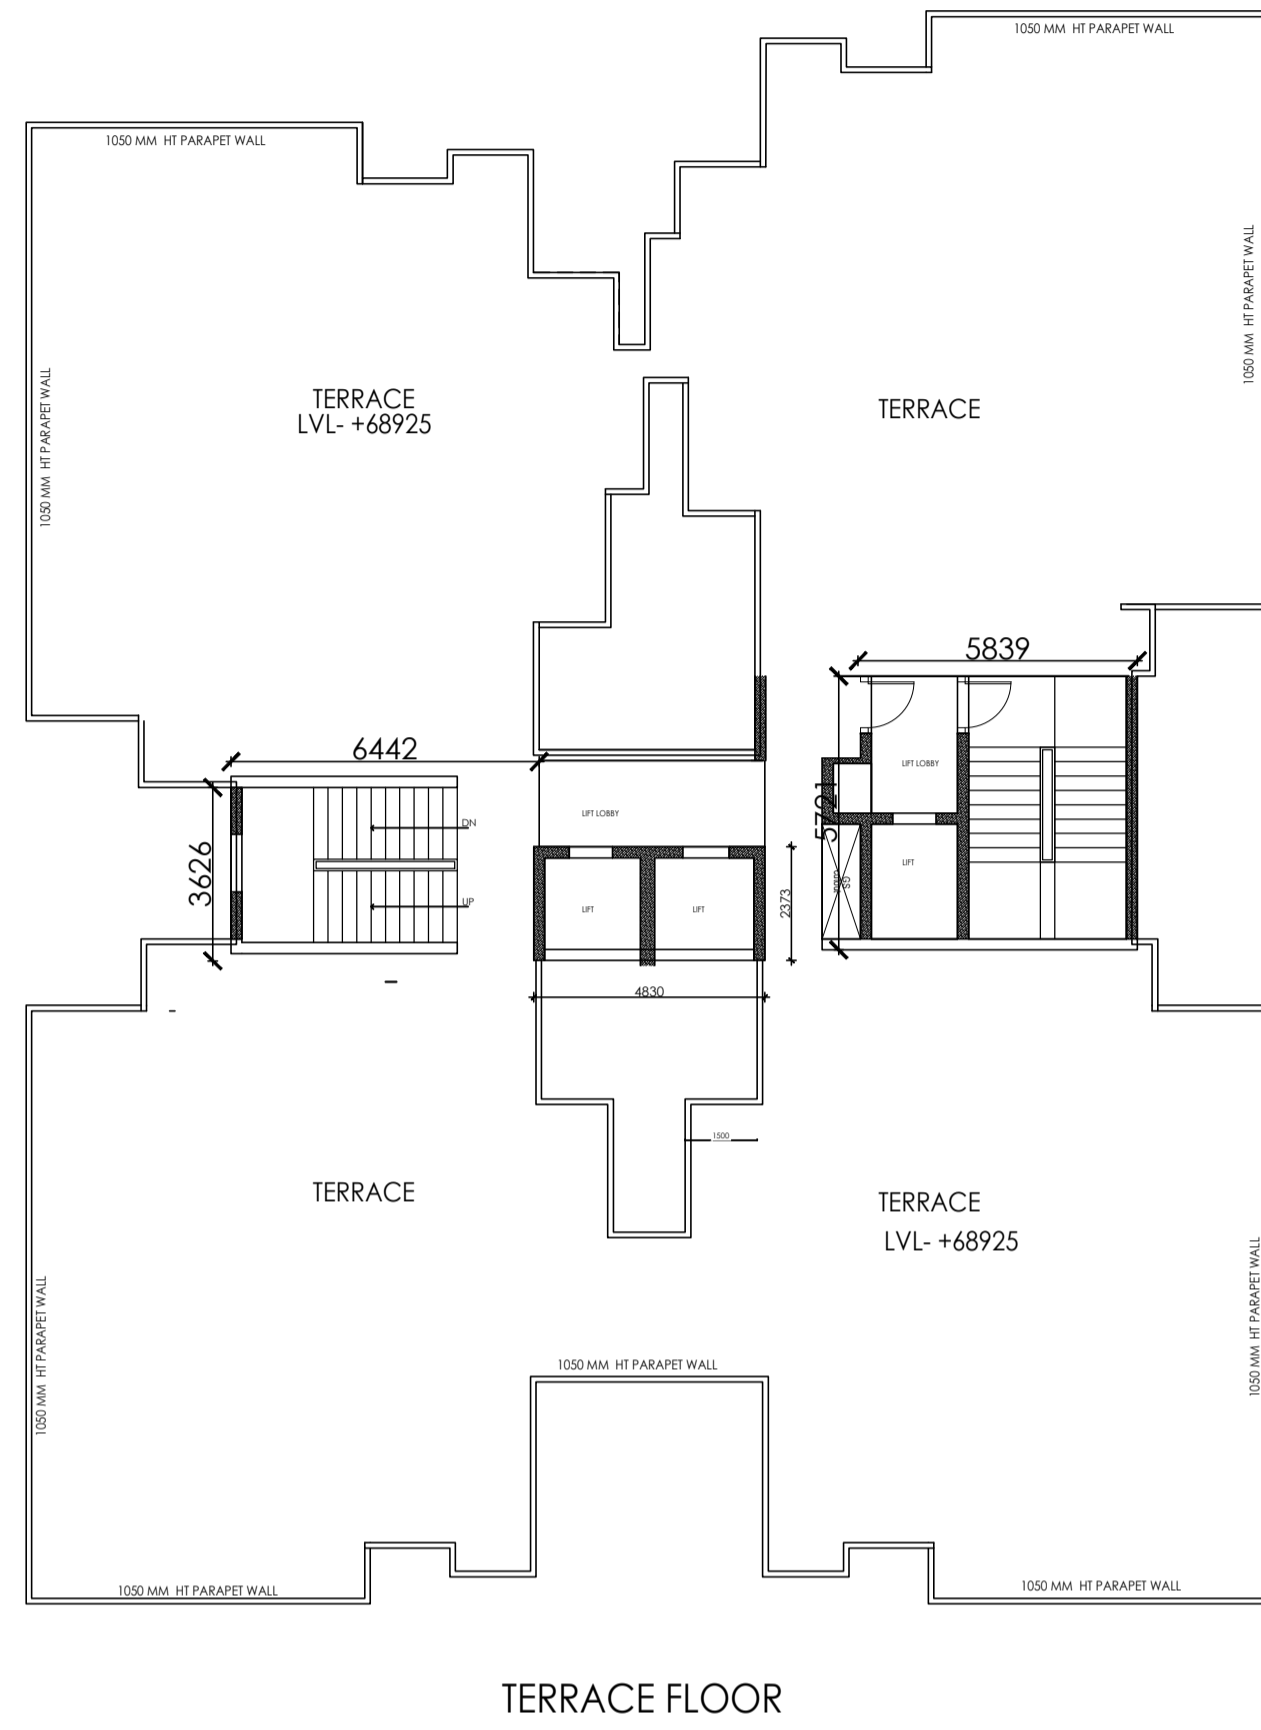 1050 MM HT PARAPET WALL
1050 MM HT PARAPET WALL
1050 MM HT PARAPET WALL
1050 MM HT PARAPET WALL
TERRACE
LVL- +68925
TERRACE
5839
6442
LIFT LOBBY
5721
LIFT LOBBY
DN
3626
LIFT
GS
UP
LIFT
LIFT
2373
4830
1500
TERRACE
TERRACE
LVL- +68925
1050 MM HT PARAPET WALL
1050 MM HT PARAPET WALL
1050 MM HT PARAPET WALL
1050 MM HT PARAPET WALL
1050 MM HT PARAPET WALL
TERRACE FLOOR